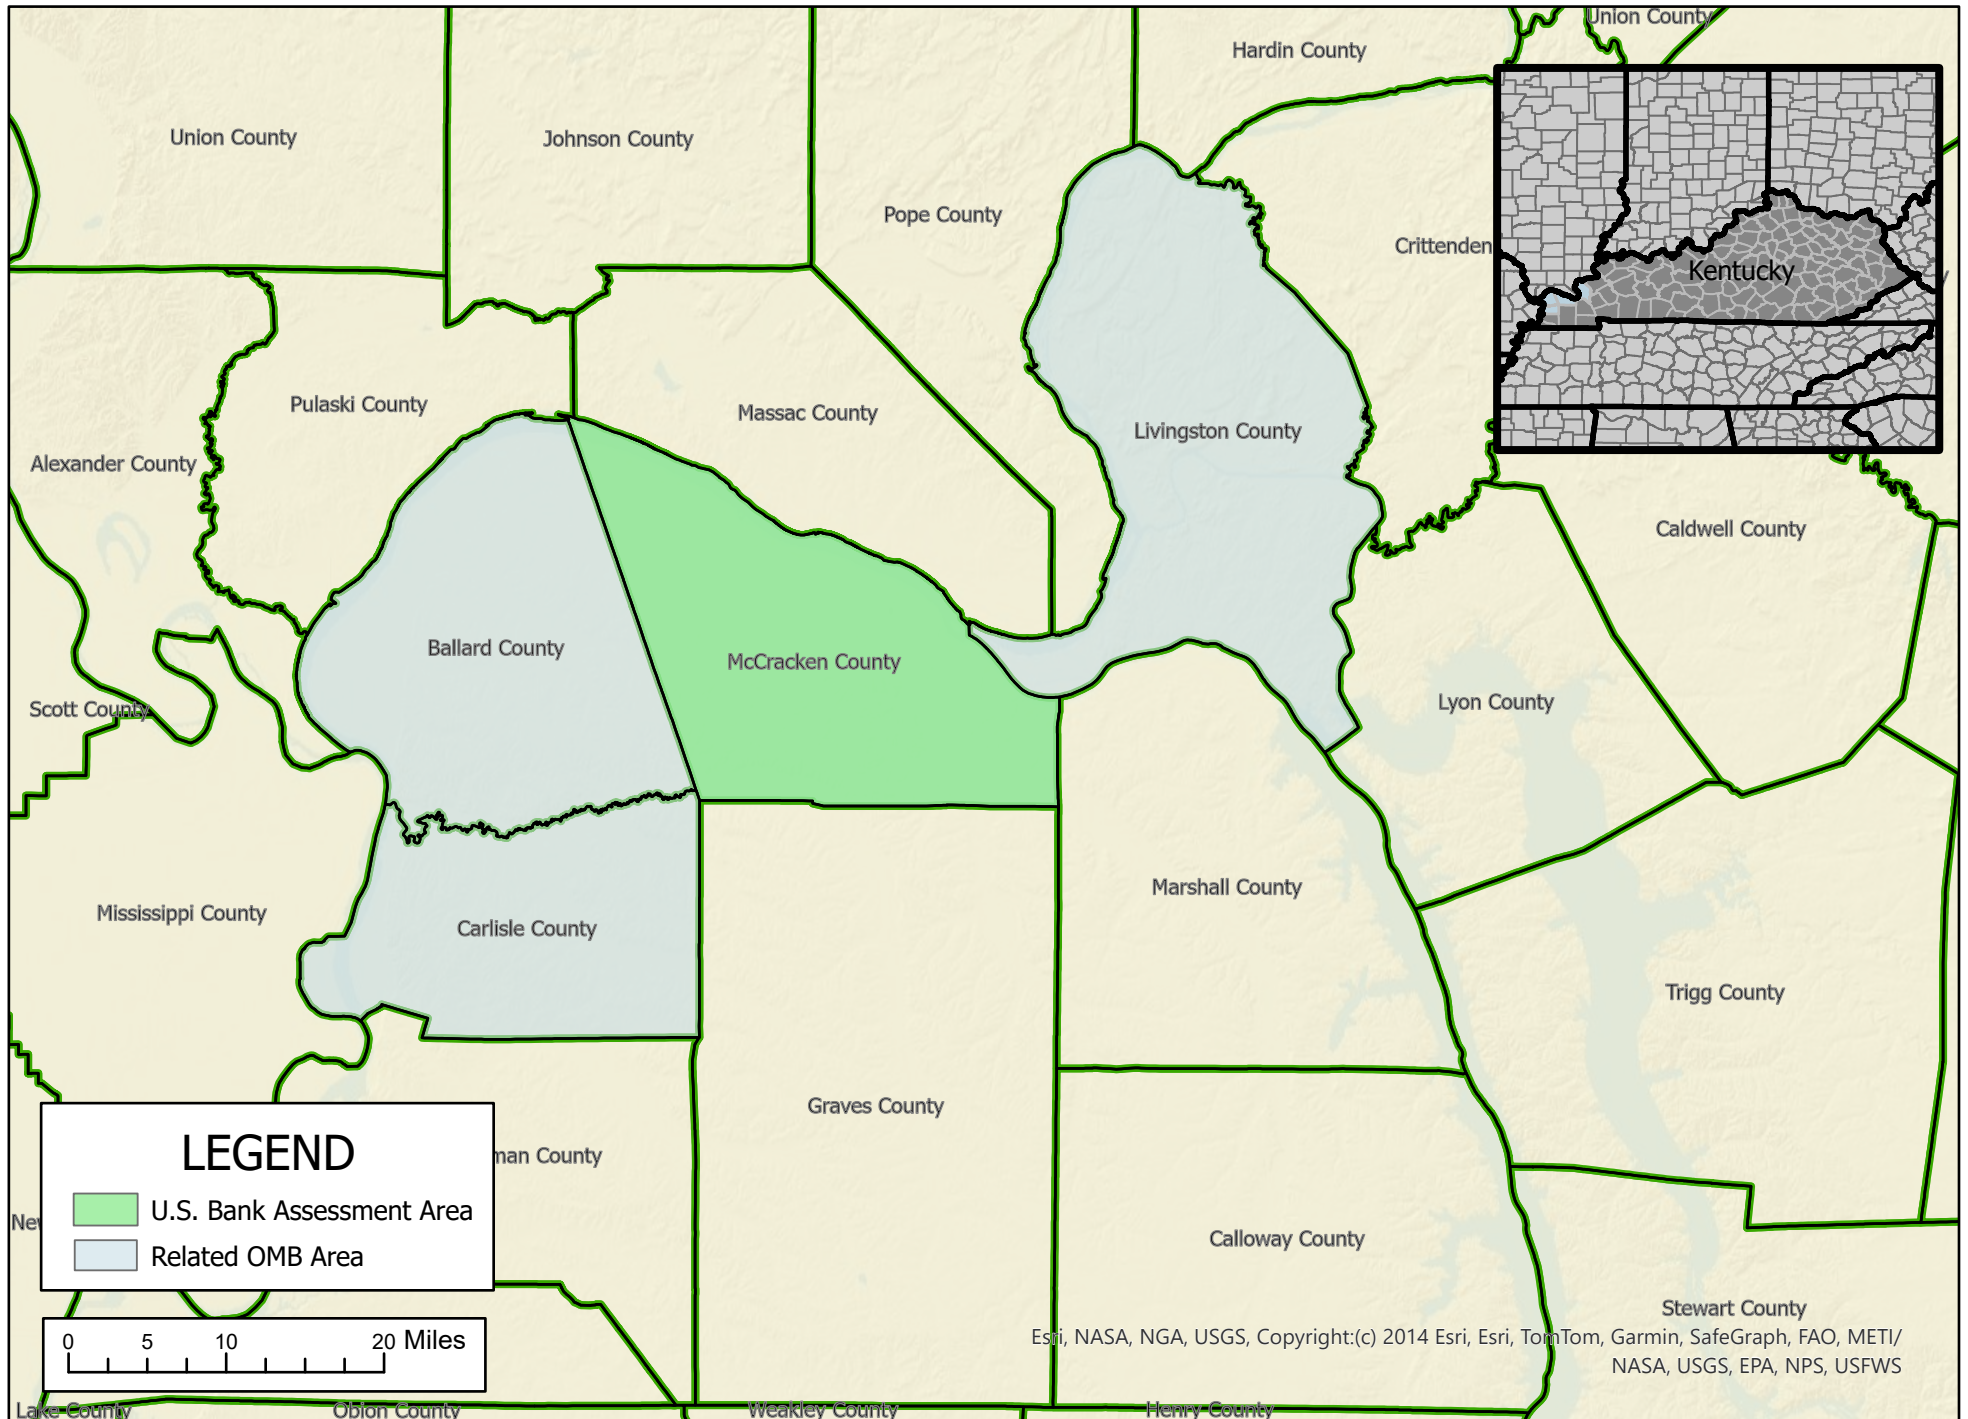 Union County
Hardin County
Union County
Johnson County
Pope County
Crittenden
Kentucky
Pulaski County
Massac County
Livingston County
Alexander County
Caldwell County
Ballard County
McCracken County
Scott County
Lyon County
Marshall County
Mississippi County
Carlisle County
Trigg County
Graves County
man County
LEGEND
U.S. Bank Assessment Area
Related OMB Area
Calloway County
Stewart County
Esri, NASA, NGA, USGS, Copyright:(c) 2014 Esri, Esri, TomTom, Garmin, SafeGraph, FAO, METI/
NASA, USGS, EPA, NPS, USFWS
0 5 10 20 Miles
Lake County
Obion County
Weakley County
Henry County